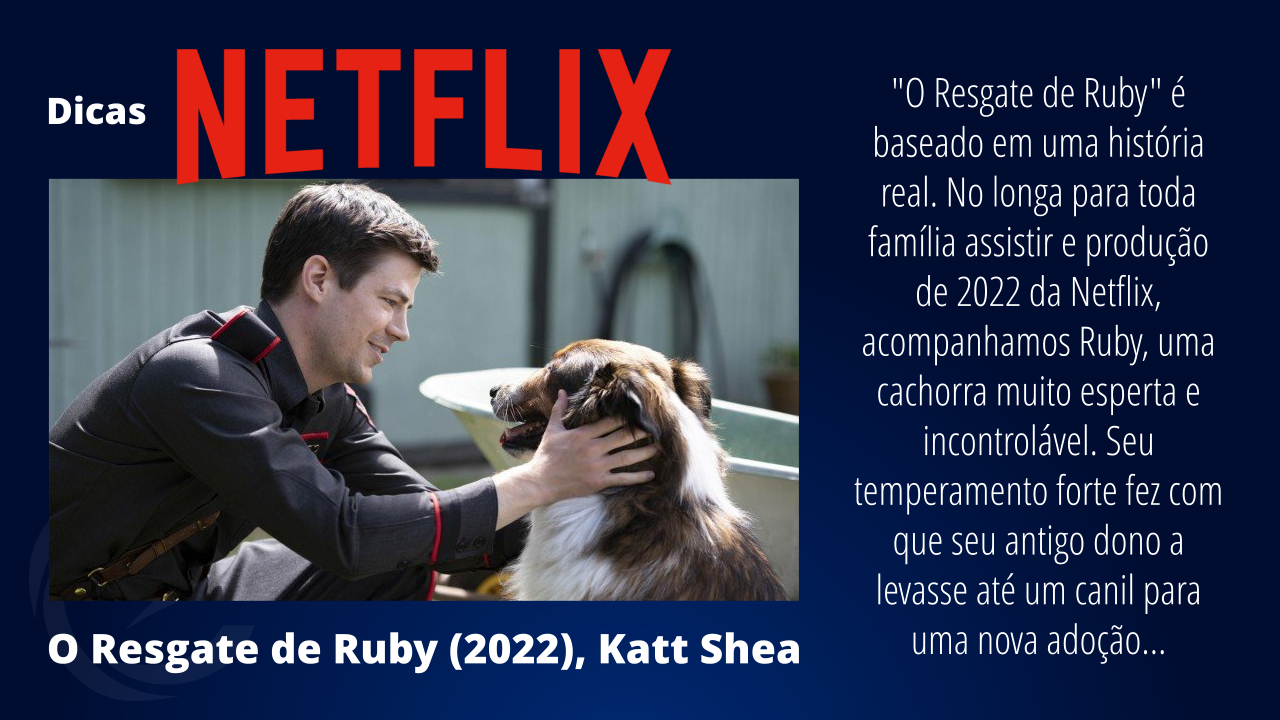 Dicas
NETFLIX
O Resgate de Ruby (2022), Katt Shea
"O Resgate de Ruby" é
baseado em uma história
real. No longa para toda
família assistir e produção
de 2022 da Netflix,
acompanhamos Ruby, uma
cachorra muito esperta e
incontrolável. Seu
temperamento forte fez com
que seu antigo dono a
levasse até um canil para
uma nova adoção...